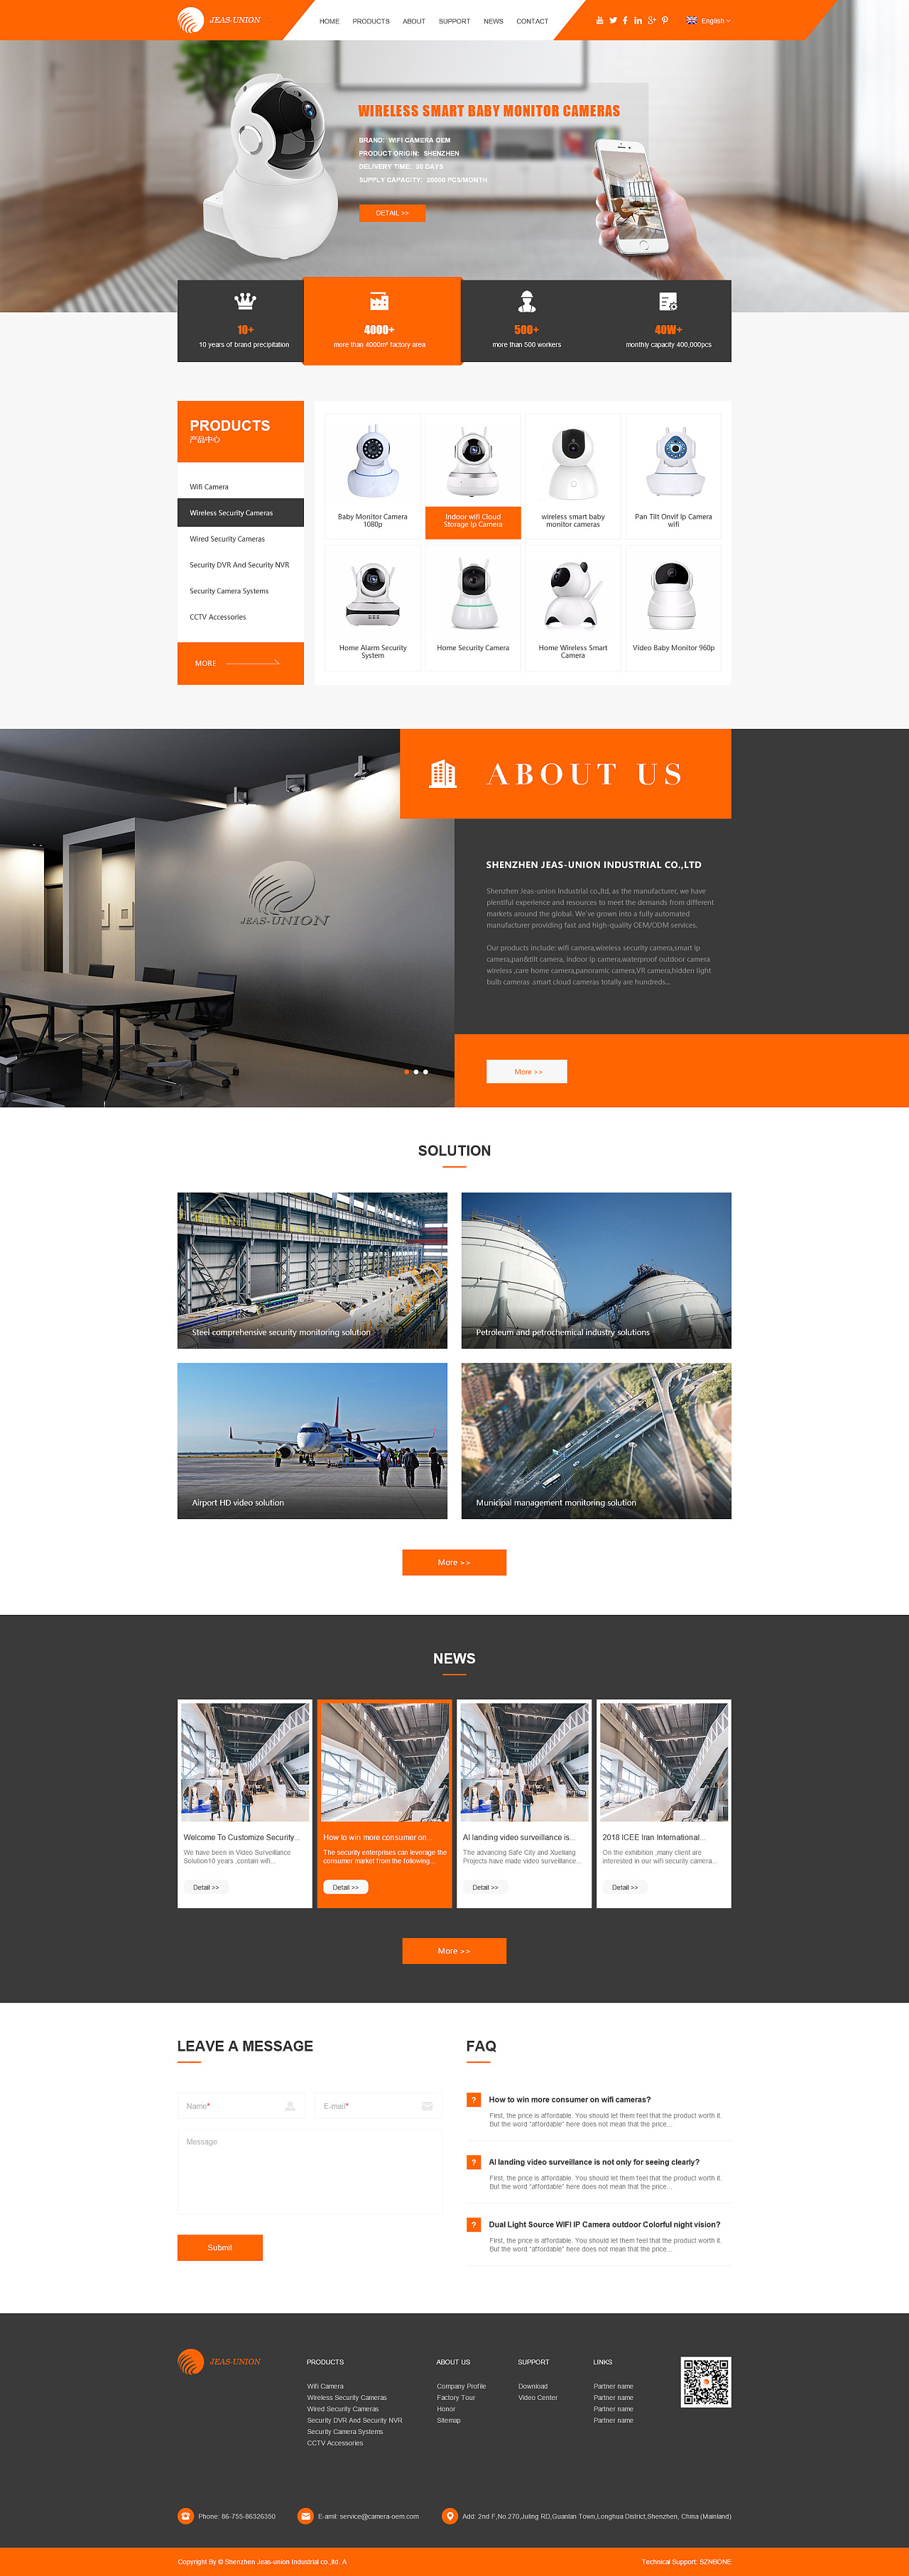 JEAS-UNION
HOME PRODUCTS ABOUT SUPPORT NEWS CONTACT
English
WIRELESS SMART BABY MONITOR CAMERAS
BRAND: WIFI CAMERA OEM
PRODUCT ORIGIN: SHENZHEN
DELIVERY TIME: 30 DAYS
SUPPLY CAPACITY: 20000 PCS/MONTH
DETAIL >>
10+
10 years of brand precipitation
4000+
more than 4000m² factory area
500+
more than 500 workers
40W+
monthly capacity 400,000pcs
PRODUCTS
产品中心
Wifi Camera
Wireless Security Cameras
Wired Security Cameras
Security DVR And Security NVR
Security Camera Systems
CCTV Accessories
MORE
Baby Monitor Camera
1080p
Indoor wifi Cloud
Storage Ip Camera
wireless smart baby
monitor cameras
Pan Tilt Onvif Ip Camera
wifi
Home Alarm Security
System
Home Security Camera
Home Wireless Smart
Camera
Video Baby Monitor 960p
ABOUT US
JEAS-UNION
SHENZHEN JEAS-UNION INDUSTRIAL CO.,LTD
Shenzhen Jeas-union Industrial co,ltd, as the manufacturer, we have
plentiful experience and resources to meet the demands from different
markets around the global. We've grown into a fully automated
manufacturer providing fast and high-quality OEM/ODM services.
Our products include: wifi camera,wireless security camera,smart ip
camera,pan&tilt camera, indoor ip camera,waterproof outdoor camera
wireless ,care home camera,panoramic camera,VR camera,hidden light
bulb cameras .smart cloud cameras totally are hundreds...
More >>
SOLUTION
Steel comprehensive security monitoring solution
Petroleum and petrochemical industry solutions
Airport HD video solution
Municipal management monitoring solution
More >>
NEWS
Welcome To Customize Security...
We have been in Video Surveillance
Solution10 years ,contain wifi...
Detail >>
How to win more consumer on...
The security enterprises can leverage the
consumer market from the following...
Detail >>
AI landing video surveillance is...
The advancing Safe City and Xueliang
Projects have made video surveillance...
Detail >>
2018 ICEE Iran International...
On the exhibition ,many client are
interested in our wifi security camera...
Detail >>
More >>
LEAVE A MESSAGE
Name*
E-mail*
Message
Submit
FAQ
? How to win more consumer on wifi cameras?
First, the price is affordable. You should let them feel that the product worth it.
But the word "affordable" here does not mean that the price...
? AI landing video surveillance is not only for seeing clearly?
First, the price is affordable. You should let them feel that the product worth it.
But the word "affordable" here does not mean that the price...
? Dual Light Source WIFI IP Camera outdoor Colorful night vision?
First, the price is affordable. You should let them feel that the product worth it.
But the word "affordable" here does not mean that the price...
JEAS-UNION
PRODUCTS
Wifi Camera
Wireless Security Cameras
Wired Security Cameras
Security DVR And Security NVR
Security Camera Systems
CCTV Accessories
ABOUT US
Company Profile
Factory Tour
Honor
Sitemap
SUPPORT
Download
Video Center
LINKS
Partner name
Partner name
Partner name
Partner name
Phone: 86-755-86326350
E-amil: service@camera-oem.com
Add: 2nd F,No.270,Juling RD,Guanlan Town,Longhua District,Shenzhen, China (Mainland)
Copyright By © Shenzhen Jeas-union Industrial co.,ltd. A
Technical Support: SZNBONE